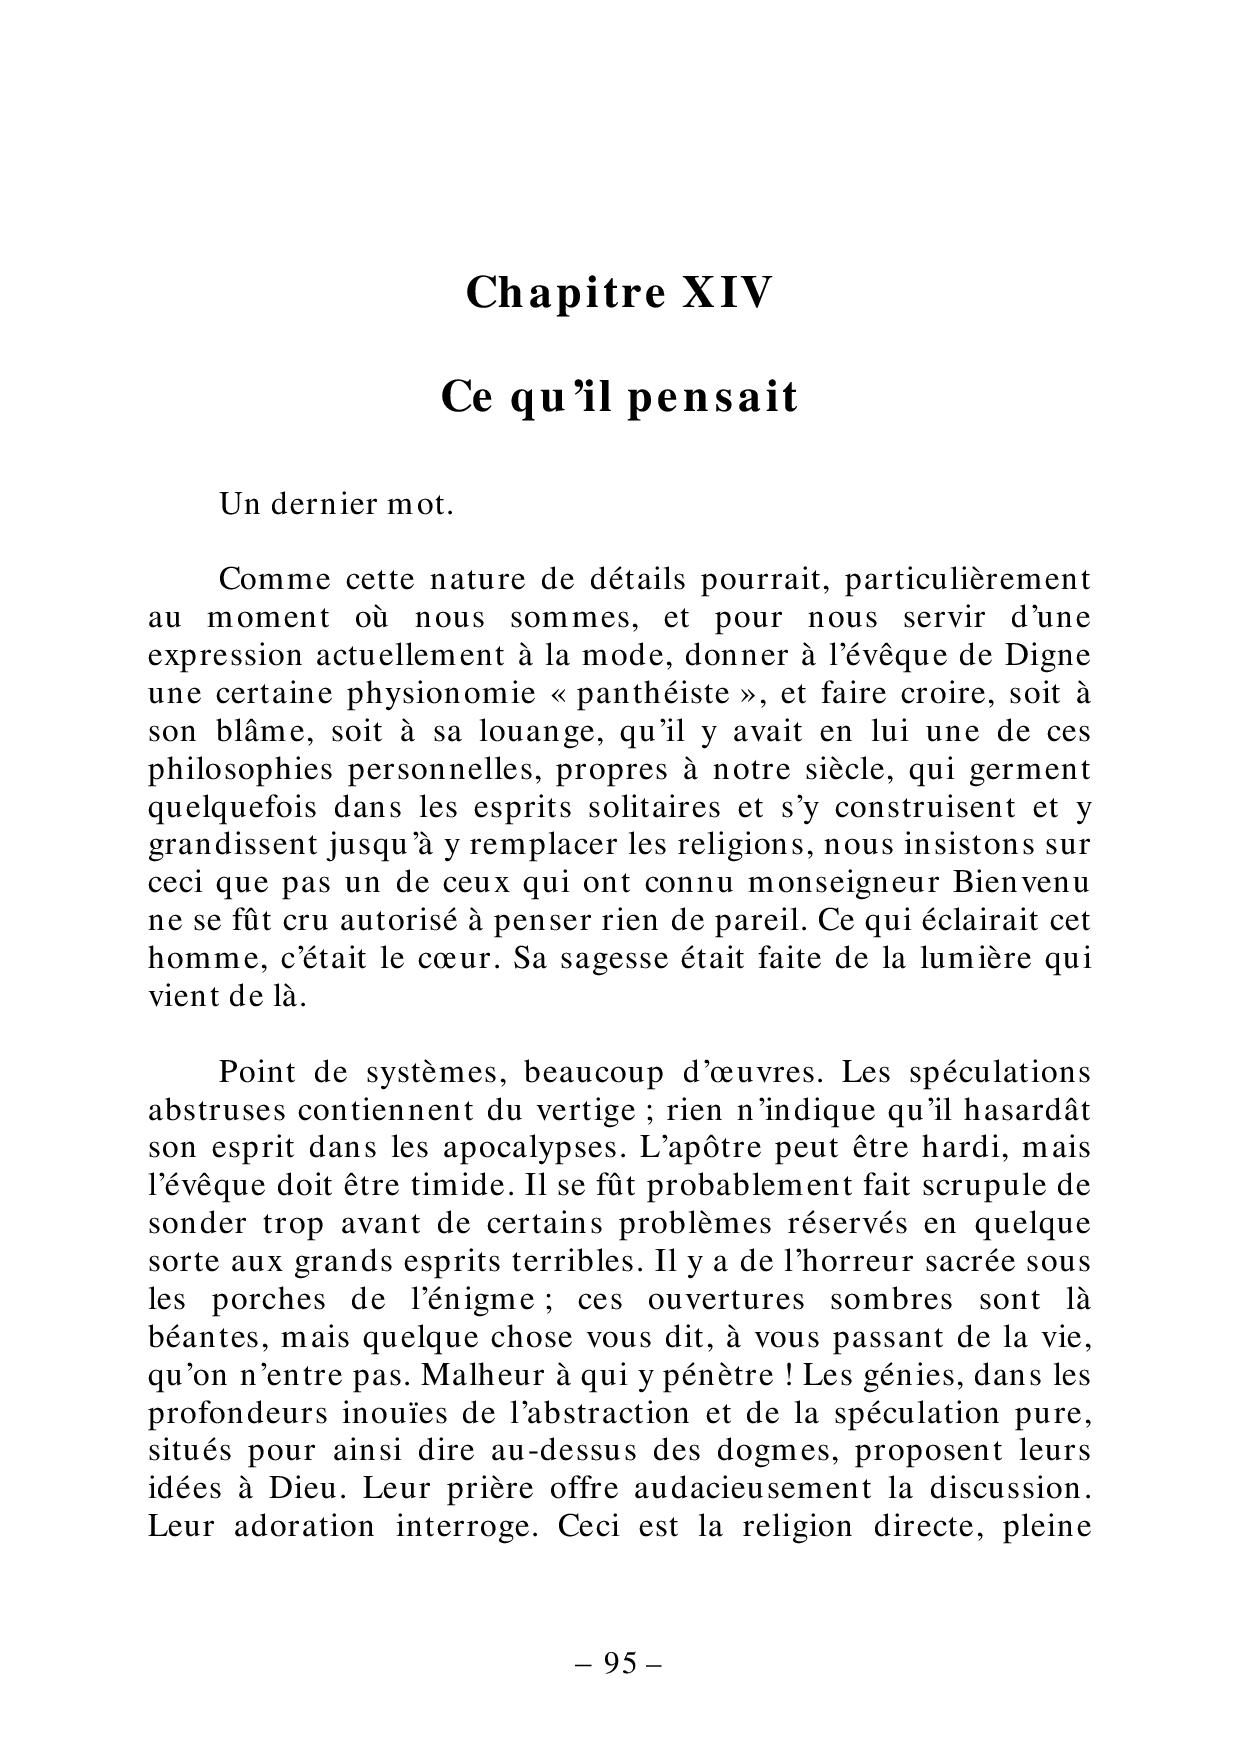 Chapitre XIV
Ce qu’il pensait
Un dernier mot.
Comme cette nature de détails pourrait, particulièrement
au moment où nous sommes, et pour nous servir d’une
expression actuellement à la mode, donner à l’évêque de Digne
une certaine physionomie « panthéiste », et faire croire, soit à
son blâme, soit à sa louange, qu’il y avait en lui une de ces
philosophies personnelles, propres à notre siècle, qui germent
quelquefois dans les esprits solitaires et s’y construisent et y
grandissent jusqu’à y remplacer les religions, nous insistons sur
ceci que pas un de ceux qui ont connu monseigneur Bienvenu
ne se fût cru autorisé à penser rien de pareil. Ce qui éclairait cet
homme, c’était le cœur. Sa sagesse était faite de la lumière qui
vient de là.
Point de systèmes, beaucoup d’œuvres. Les spéculations
abstruses contiennent du vertige ; rien n’indique qu’il hasardât
son esprit dans les apocalypses. L’apôtre peut être hardi, mais
l’évêque doit être timide. Il se fût probablement fait scrupule de
sonder trop avant de certains problèmes réservés en quelque
sorte aux grands esprits terribles. Il y a de l’horreur sacrée sous
les porches de l’énigme ; ces ouvertures sombres sont là
béantes, mais quelque chose vous dit, à vous passant de la vie,
qu’on n’entre pas. Malheur à qui y pénètre ! Les génies, dans les
profondeurs inouïes de l’abstraction et de la spéculation pure,
situés pour ainsi dire au-dessus des dogmes, proposent leurs
idées à Dieu. Leur prière offre audacieusement la discussion.
Leur adoration interroge. Ceci est la religion directe, pleine
– 95 –